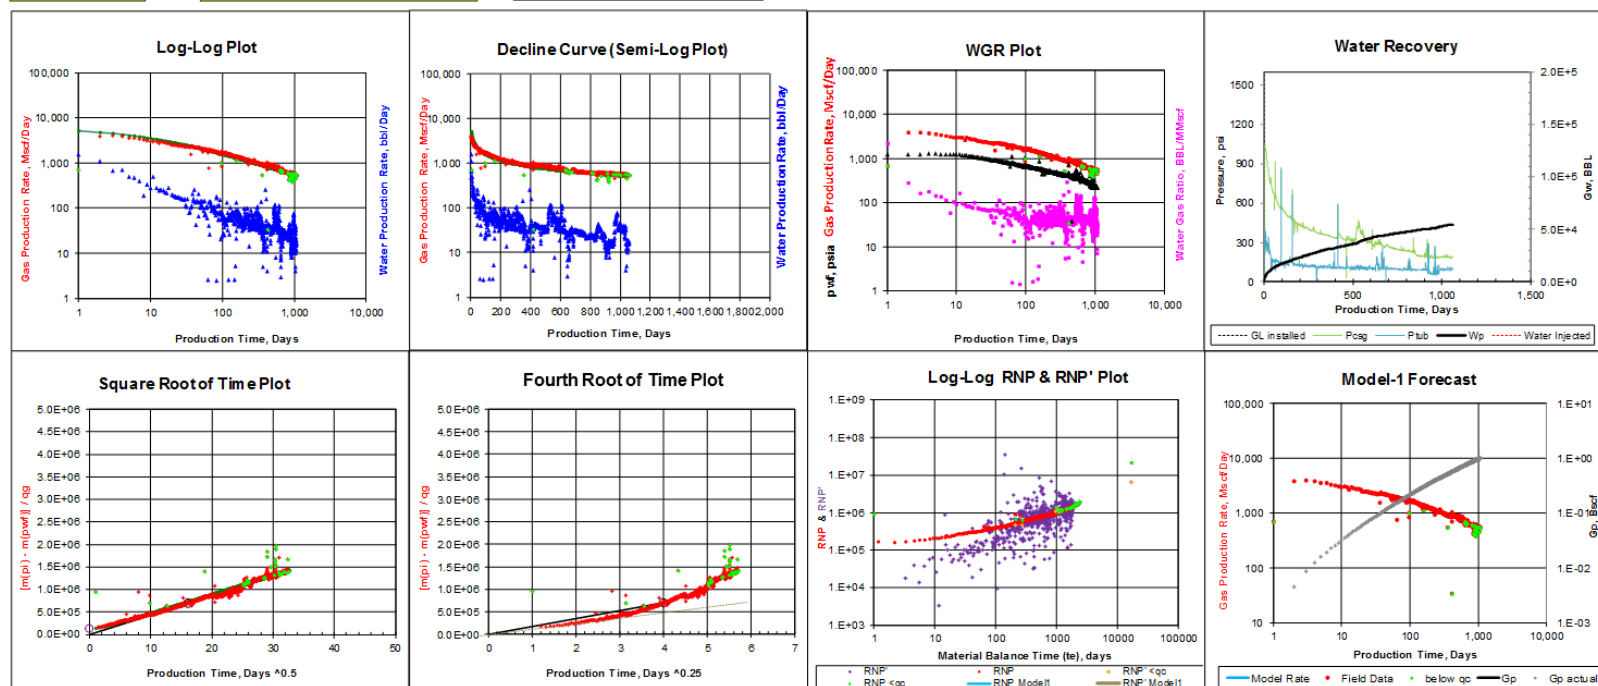 Log-Log Plot
100,000
10,000
1,000
100
10
1
1
10
100
1,000
10,000
Gas Production Rate, Mscf/Day
Water Production Rate, bbl/Day
Production Time, Days
Decline Curve (Semi-Log Plot)
100,000
10,000
1,000
100
10
1
0 200 400 600 800 1,000 1,200 1,400 1,600 1,800 2,000
Gas Production Rate, Mscf/Day
Water Production Rate, bbl/Day
Production Time, Days
WGR Plot
100,000
10,000
1,000
100
10
1
1
10
100
1,000
10,000
pwf, psia Gas Production Rate, Mscf/Day
Water Gas Ratio, BBL/MMscf
Production Time, Days
Water Recovery
1500
1200
900
600
300
0
2.0E+5
1.5E+5
1.0E+5
5.0E+4
0.0E+0
0
500
1,000
1,500
Pressure, psi
Gw, BBL
Production Time, Days
GL installed
Pcsg
Ptub
Wp
Water Injected
Square Root of Time Plot
5.0E+06
4.5E+06
4.0E+06
3.5E+06
3.0E+06
2.5E+06
2.0E+06
1.5E+06
1.0E+06
5.0E+05
0.0E+00
0
10
20
30
40
50
[m(pi) - m(pwf)] / qg
Production Time, Days ^0.5
Fourth Root of Time Plot
5.0E+06
4.5E+06
4.0E+06
3.5E+06
3.0E+06
2.5E+06
2.0E+06
1.5E+06
1.0E+06
5.0E+05
0.0E+00
0
1
2
3
4
5
6
7
[m(pi) - m(pwf)] / qg
Production Time, Days ^0.25
Log-Log RNP & RNP' Plot
1.E+09
1.E+08
1.E+07
1.E+06
1.E+05
1.E+04
1.E+03
1
10
100
1000
10000
100000
RNP & RNP'
Material Balance Time (te), days
RNP'
RNP
RNP' <qc
RNP <qc
RNP Model1
RNP' Model1
Model-1 Forecast
100,000
10,000
1,000
100
10
1.E+01
1.E+00
1.E-01
1.E-02
1.E-03
1
10
100
1,000
10,000
Gas Production Rate, Mscf/Day
Gp, Bscf
Production Time, Days
Model Rate
Field Data
below qc
Gp
Gp actual